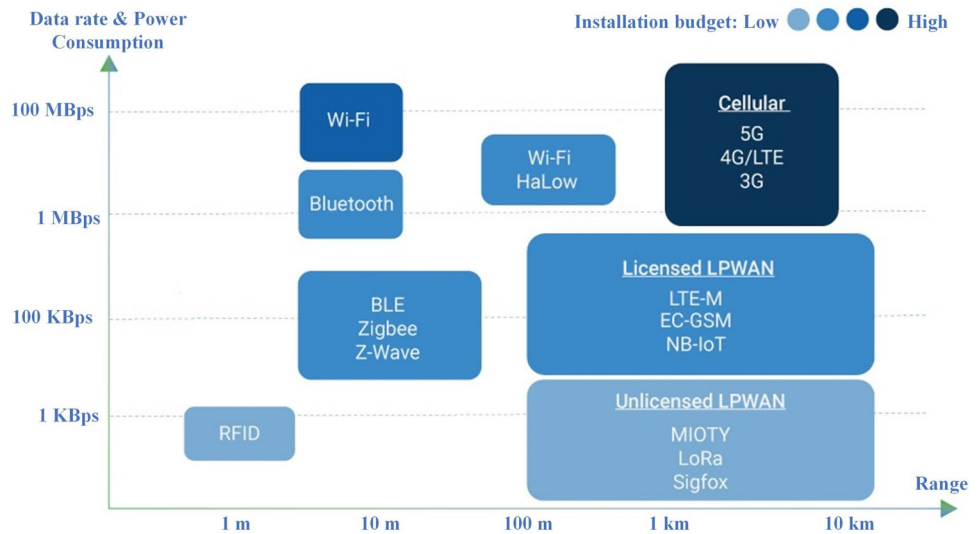 Data rate & Power
Consumption
Installation budget: Low
High
100 MBps
1 MBps
100 KBps
1 KBps
Wi-Fi
Bluetooth
Wi-Fi
HaLow
Cellular
5G
4G/LTE
3G
BLE
Zigbee
Z-Wave
Licensed LPWAN
LTE-M
EC-GSM
NB-IoT
RFID
Unlicensed LPWAN
MIOTY
LoRa
Sigfox
Range
1 m
10 m
100 m
1 km
10 km